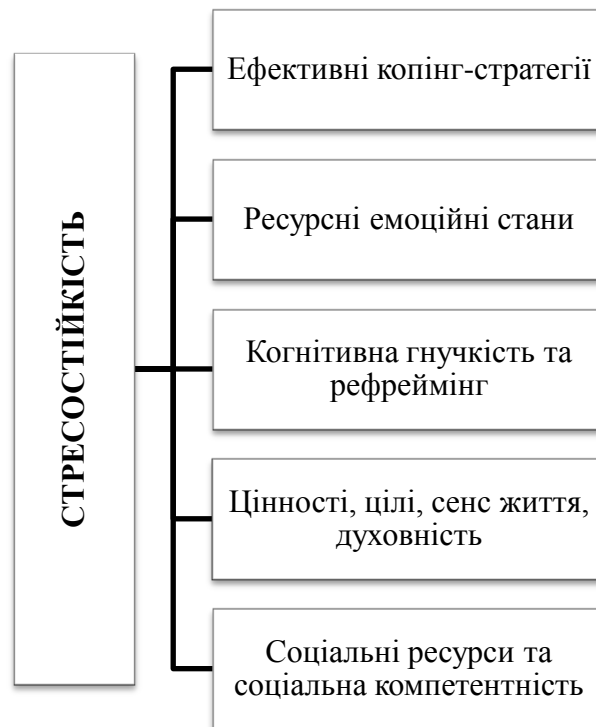 СТРЕСОСТІЙКІСТЬ
Ефективні копінг-стратегії
Ресурсні емоційні стани
Когнітивна гнучкість та
рефреймінг
Цінності, цілі, сенс життя,
духовність
Соціальні ресурси та
соціальна компетентність